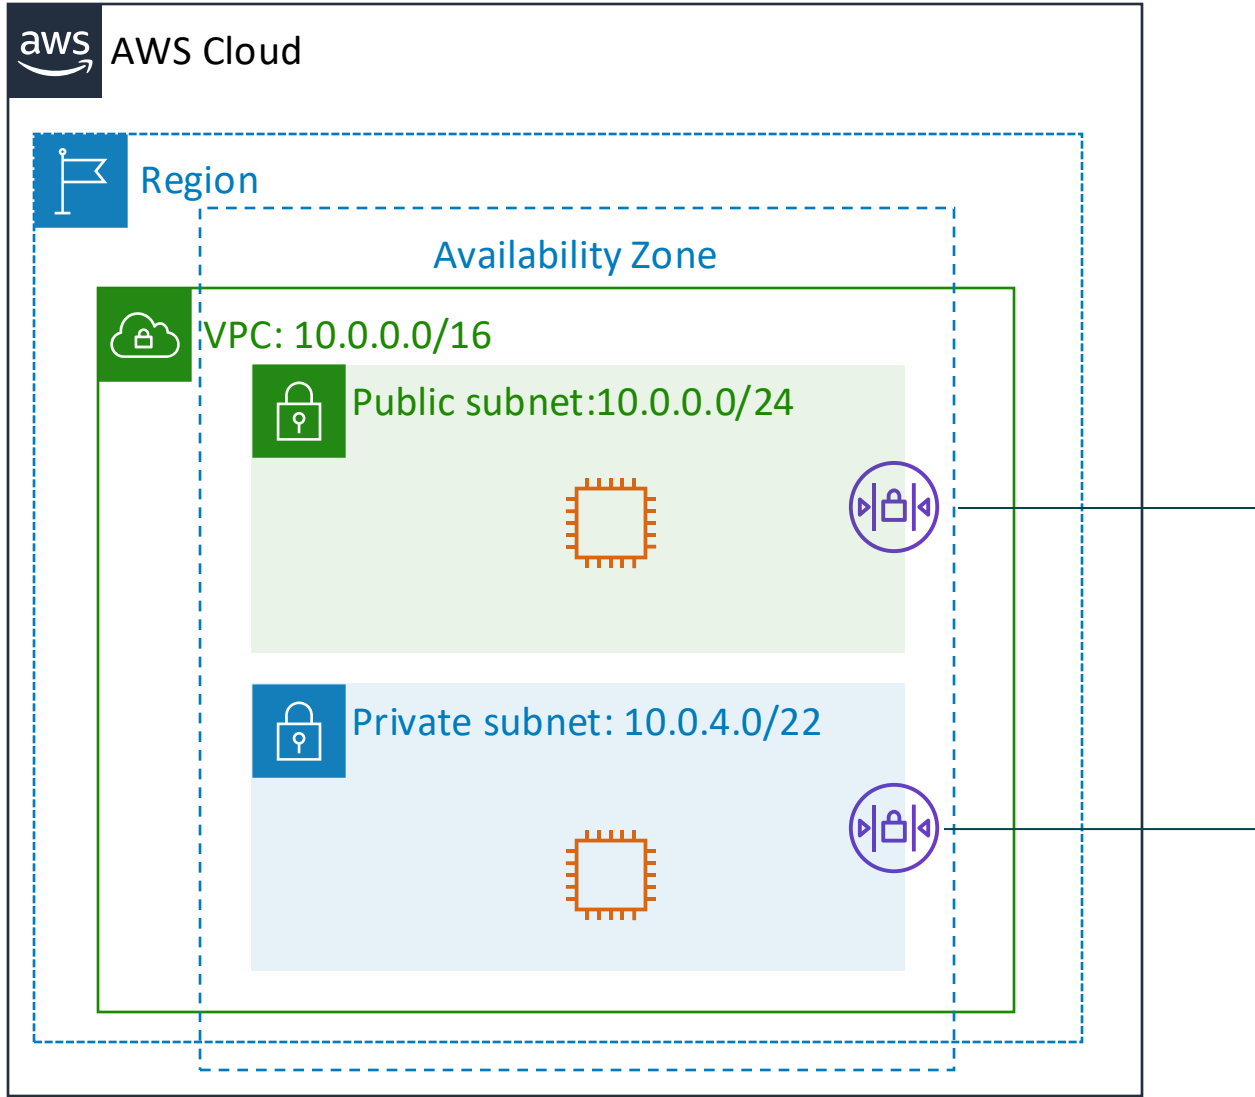 aws
AWS Cloud
Region
Availability Zone
VPC: 10.0.0.0/16
Public subnet:10.0.0.0/24
Private subnet: 10.0.4.0/22